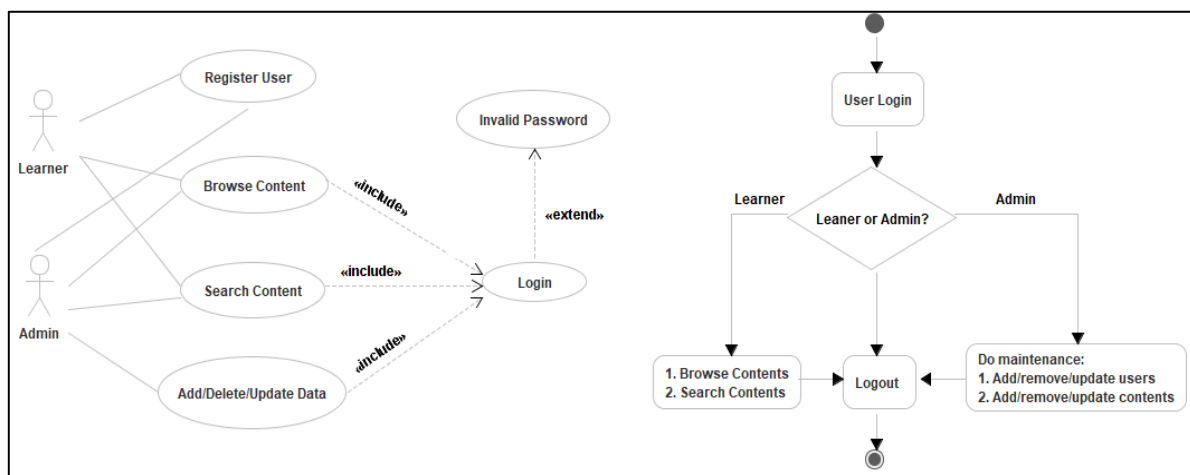 Register User
Learner
Invalid Password
Browse Content
«include»
«extend»
«include»
Search Content
Login
Admin
«include»
Add/Delete/Update Data
User Login
Learner
Admin
Leaner or Admin?
1. Browse Contents
2. Search Contents
Logout
Do maintenance:
1. Add/remove/update users
2. Add/remove/update contents